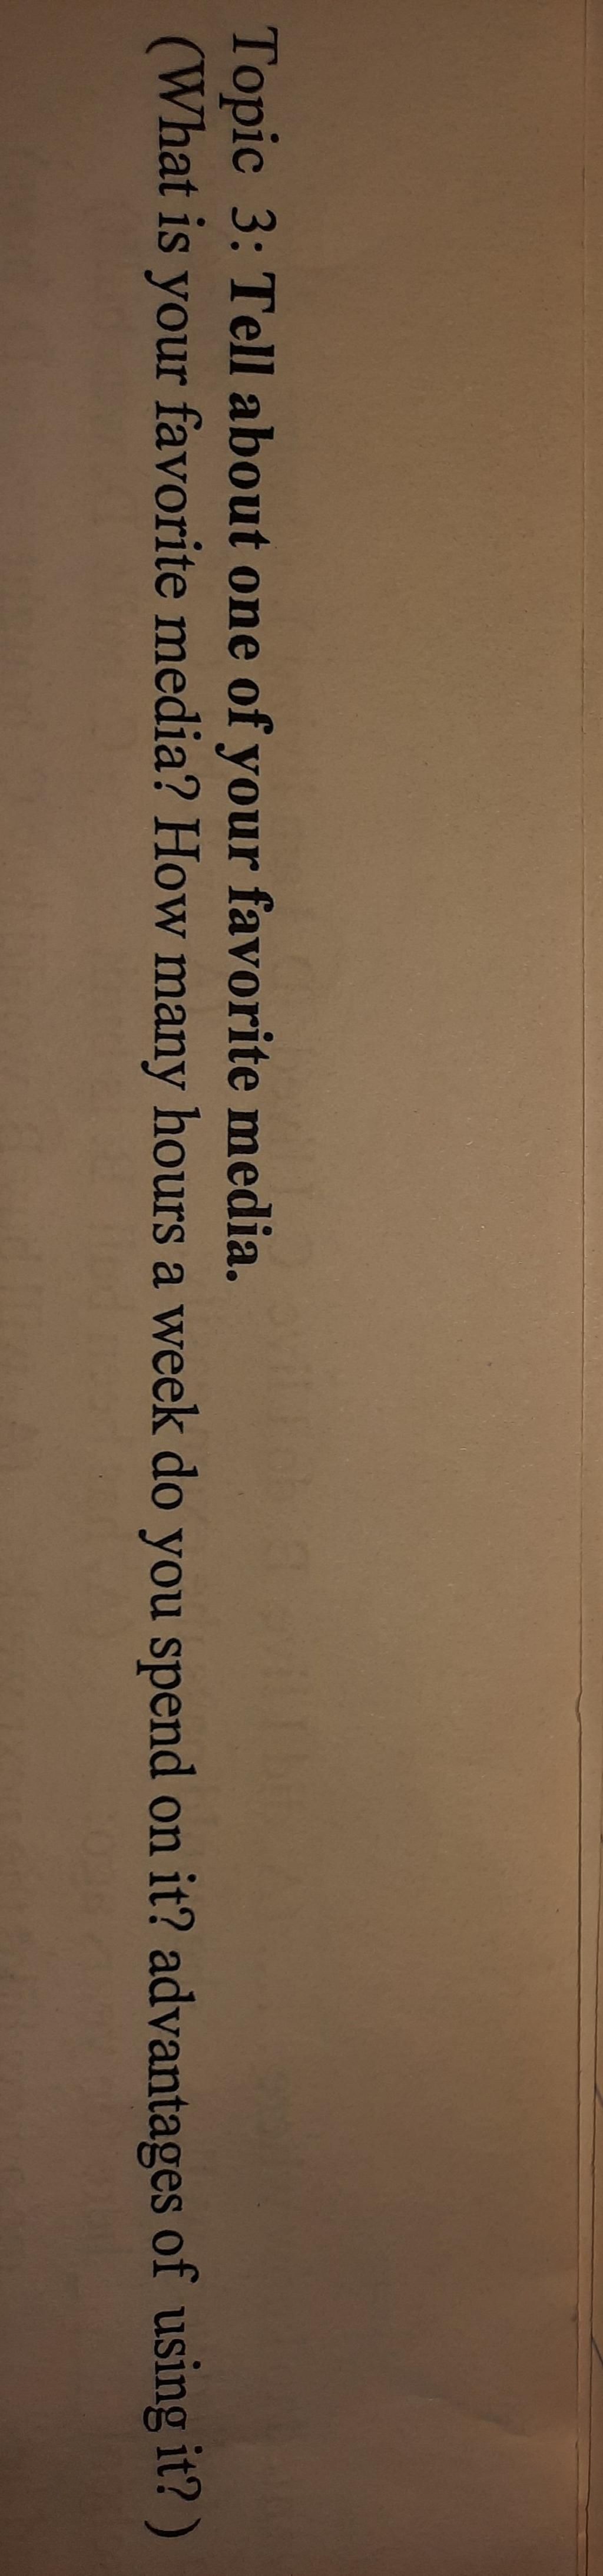 Topic 3: Tell about one of your favorite media.
(What is your favorite media? How many hours a week do you spend on it? advantages of using it? )